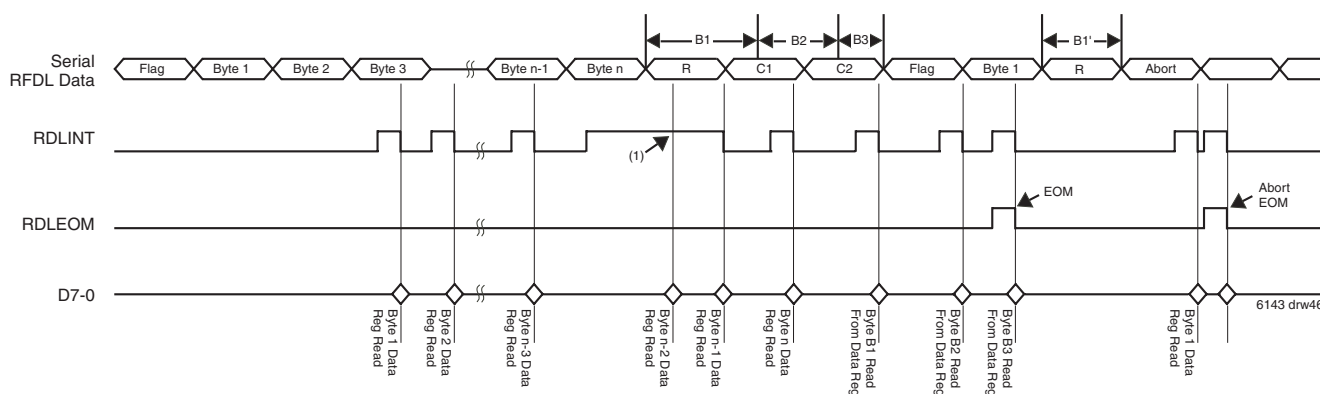 B1
B2
B3
B1'
Serial
RFDL Data
Flag
Byte 1
Byte 2
Byte 3
Byte n-1
Byte n
R
C1
C2
Flag
Byte 1
R
Abort
RDLINT
(1)
RDLEOM
EOM
Abort
EOM
D7-0
6143 drw46
Byte 1 Data
Reg Read
Byte 2 Data
Reg Read
Byte n-3 Data
Reg Read
Byte n-2 Data
Reg Read
Byte n-1 Data
Reg Read
Byte n Data
Reg Read
Byte B1 Read
From Data Reg
Byte B2 Read
From Data Reg
Byte B3 Read
From Data Reg
Byte 1 Data
Reg Read